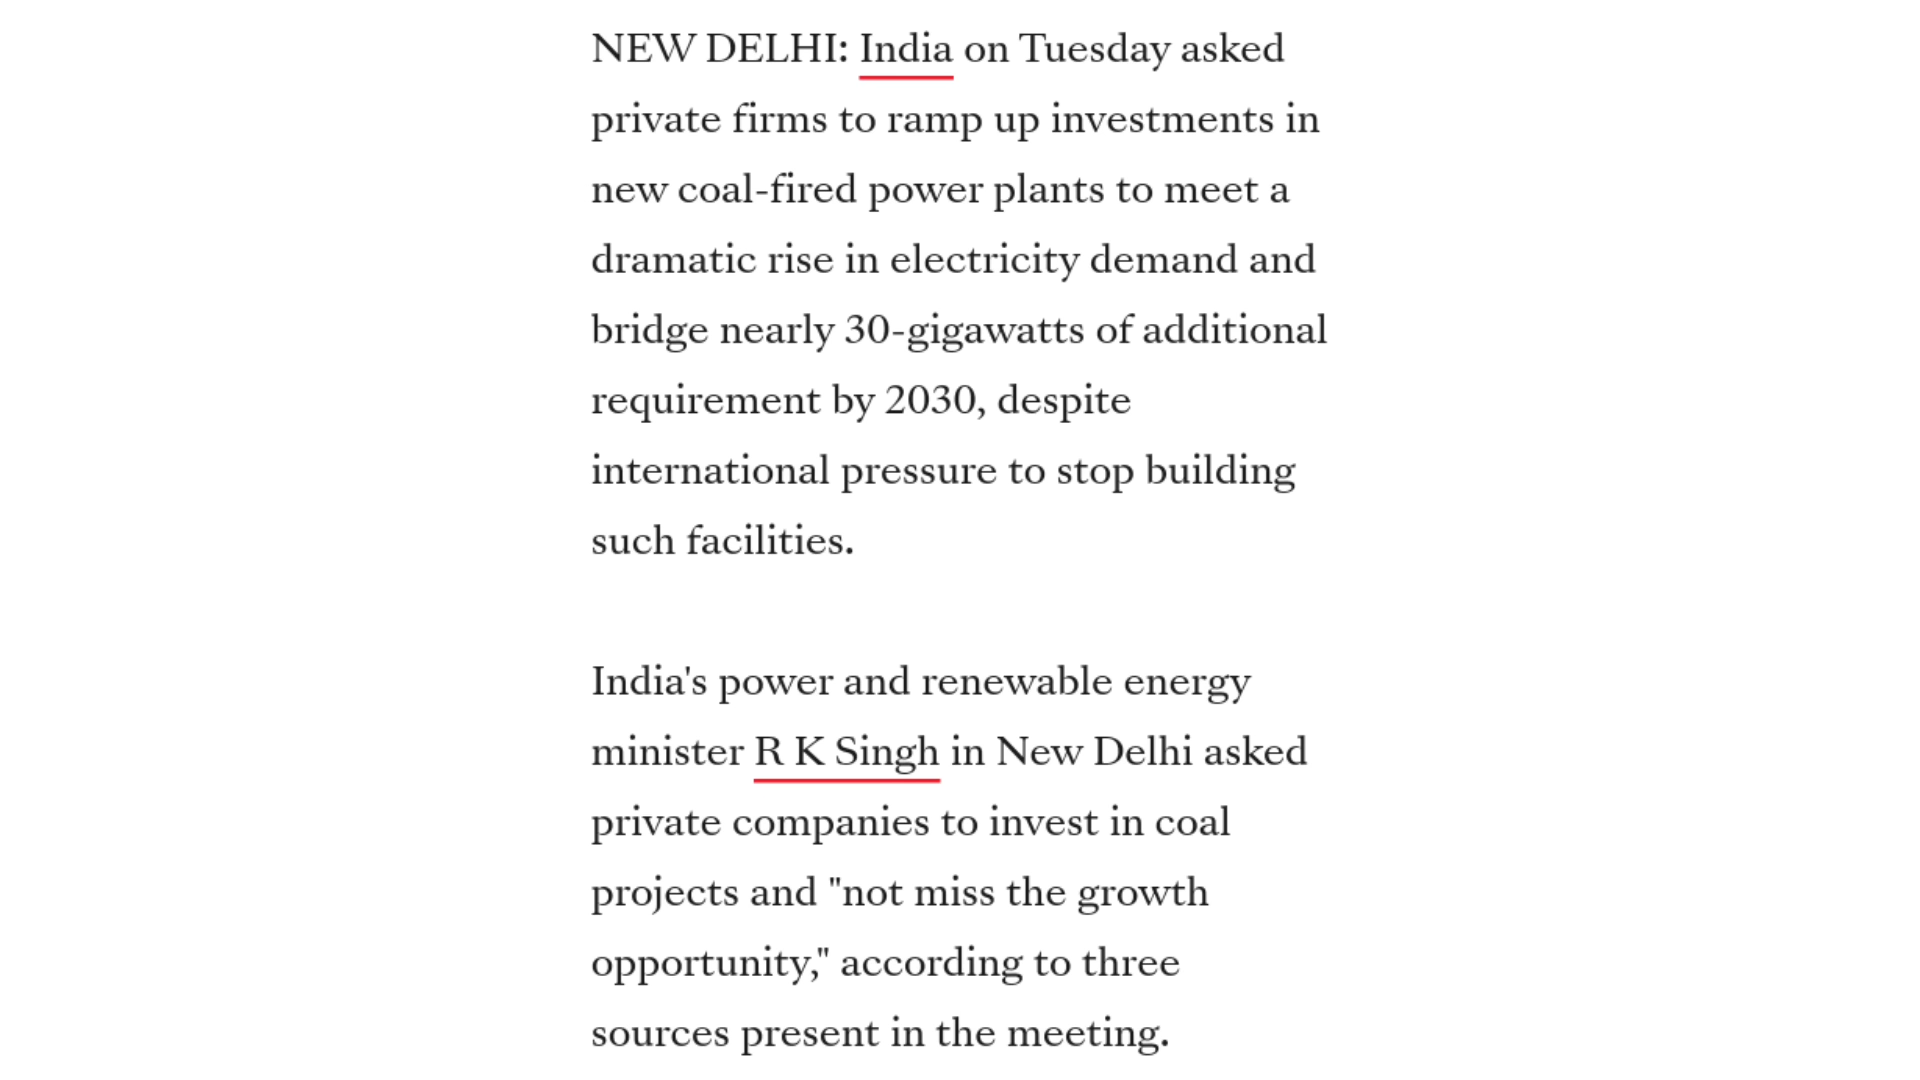 NEW DELHI: India on Tuesday asked
private firms to ramp up investments in
new coal-fired power plants to meet a
dramatic rise in electricity demand and
bridge nearly 30-gigawatts of additional
requirement by 2030, despite
international pressure to stop building
such facilities.
India's power and renewable energy
minister R K Singh in New Delhi asked
private companies to invest in coal
projects and "not miss the growth
opportunity," according to three
sources present in the meeting.